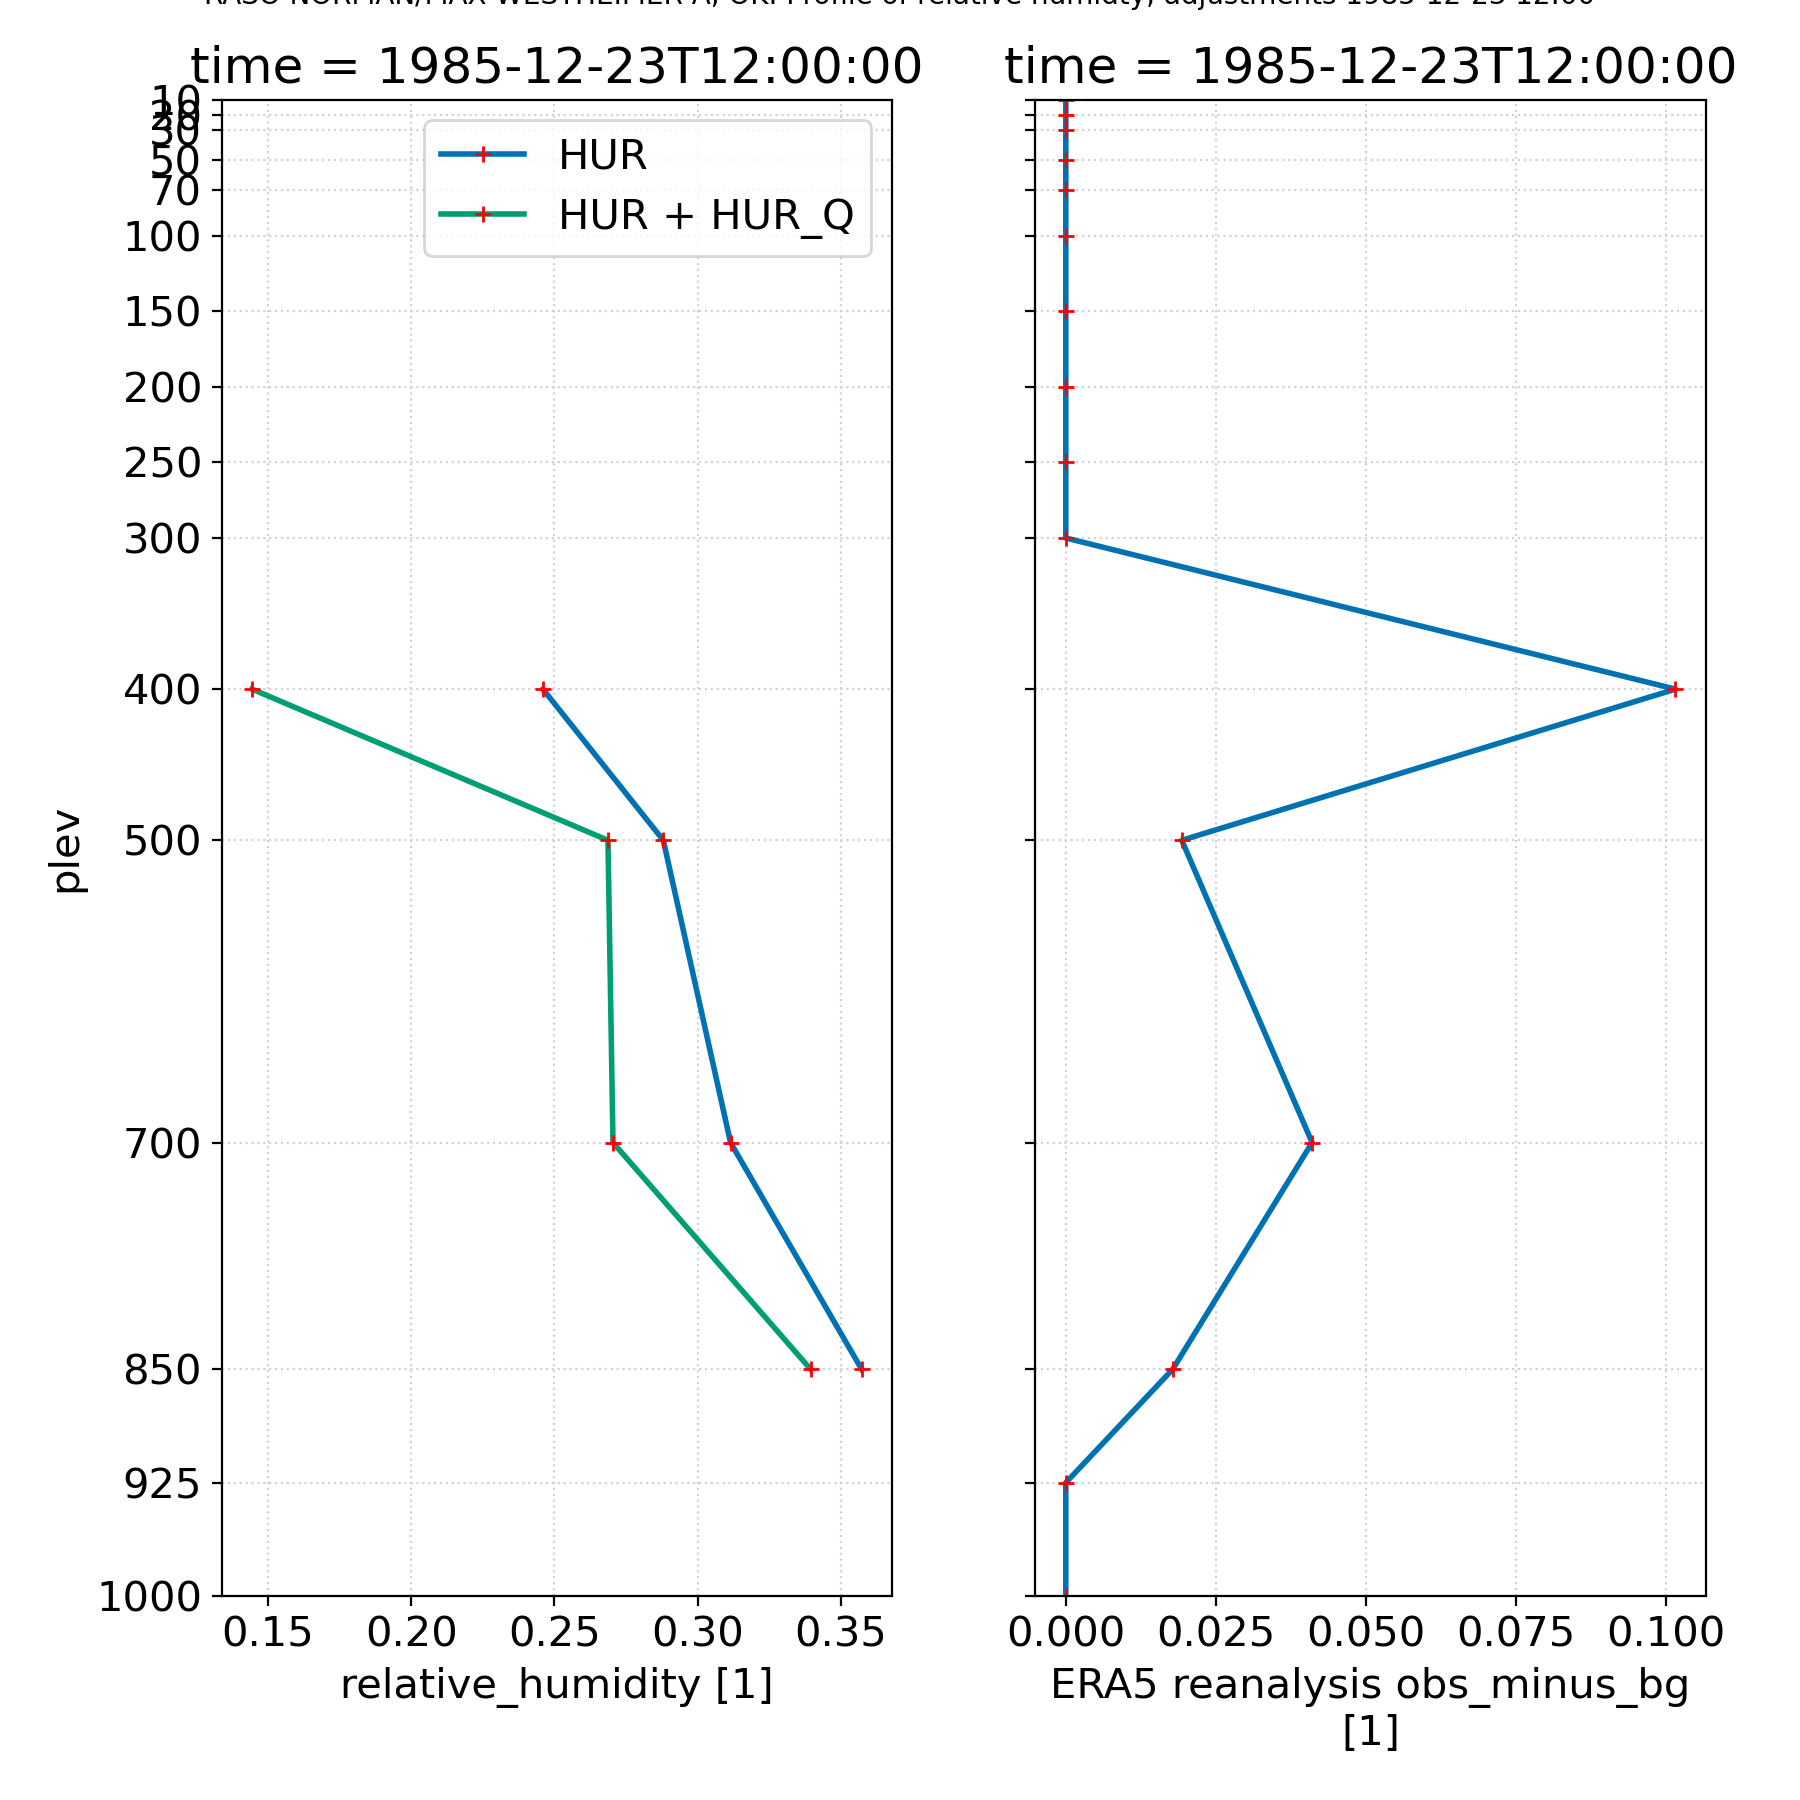 time = 1985-12-23T12:00:00
time = 1985-12-23T12:00:00
10
20
30
50
70
100
150
200
250
300
400
500
700
850
925
1000
plev
HUR
HUR + HUR_Q
0.15 0.20 0.25 0.30 0.35
relative_humidity [1]
0.000 0.025 0.050 0.075 0.100
ERA5 reanalysis obs_minus_bg
[1]